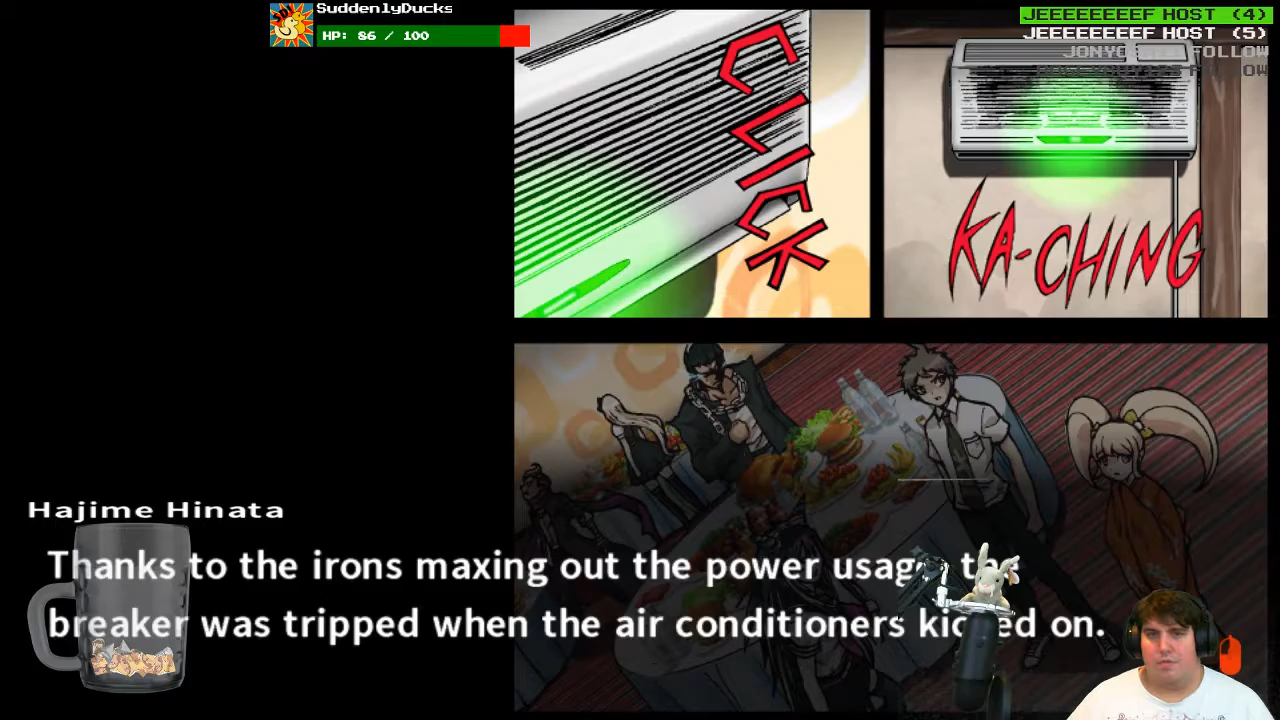 SuddenlyDucks
HP: 86 / 100
JEEEEEEEEF HOST (4)
JEEEEEEEEF HOST (5)
FOLLOW
CLICK
KA-CHING
Hajime Hinata
Thanks to the irons maxing out the power usage, the
breaker was tripped when the air conditioners kicked on.